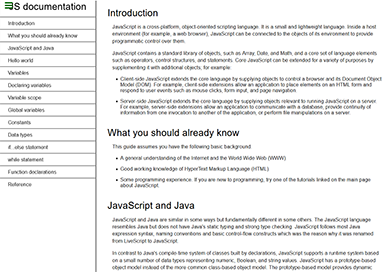 JS documentation
Introduction
What you should already know
JavaScript and Java
Hello world
Variables
Declaring variables
Variable scope
Global variables
Constants
Data types
if...else statement
while statement
Function declarations
Reference
Introduction
JavaScript is a cross-platform, object-oriented scripting language. It is a small and lightweight language. Inside a host
environment (for example, a web browser), JavaScript can be connected to the objects of its environment to provide
programmatic control over them.
JavaScript contains a standard library of objects, such as Array, Date, and Math, and a core set of language elements
such as operators, control structures, and statements. Core JavaScript can be extended for a variety of purposes by
supplementing it with additional objects; for example:
Client-side JavaScript extends the core language by supplying objects to control a browser and its Document Object
Model (DOM). For example, client-side extensions allow an application to place elements on an HTML form and
respond to user events such as mouse clicks, form input, and page navigation.
Server-side JavaScript extends the core language by supplying objects relevant to running JavaScript on a server.
For example, server-side extensions allow an application to communicate with a database, provide continuity of
information from one invocation to another of the application, or perform file manipulations on a server.
What you should already know
This guide assumes you have the following basic background:
A general understanding of the Internet and the World Wide Web (WWW).
Good working knowledge of HyperText Markup Language (HTML).
Some programming experience. If you are new to programming, try one of the tutorials linked on the main
page about JavaScript.
JavaScript and Java
JavaScript and Java are similar in some ways but fundamentally different in some others. The JavaScript language
resembles Java but does not have Java's static typing and strong type checking. JavaScript follows most Java
expression syntax, naming conventions and basic control-flow constructs which was the reason why it was renamed
from LiveScript to JavaScript.
In contrast to Java's compile-time system of classes built by declarations, JavaScript supports a runtime system
based on a small number of data types representing numeric, Boolean, and string values. JavaScript has a prototype-based
object model instead of the more common class-based object model. The prototype-based model provides dynamic